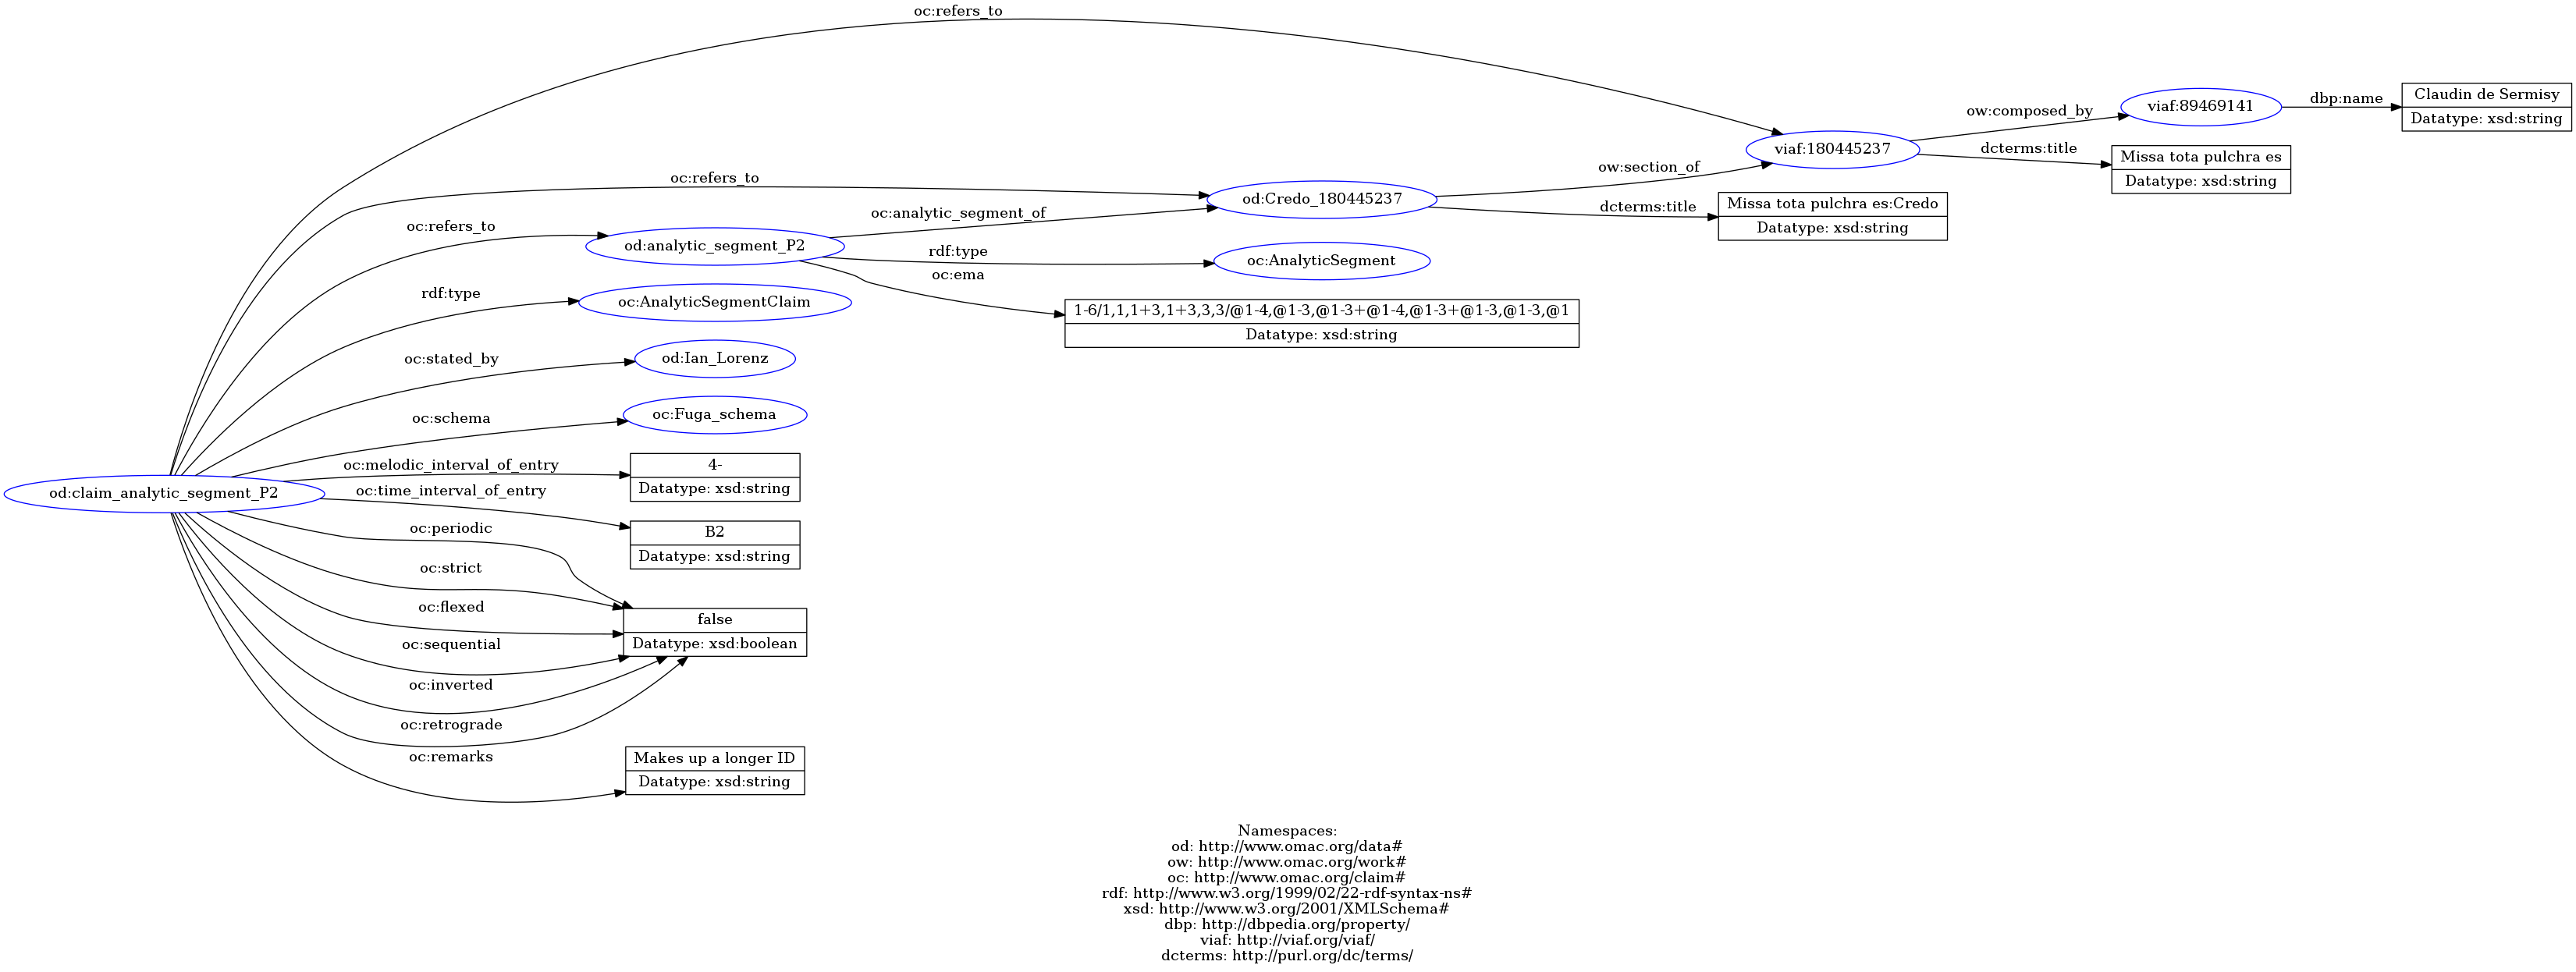 oc:refers_to
Claudin de Sermisy
dbp:name
viaf:89469141
ow:composed_by
Datatype: xsd:string
viaf:180445237
dcterms:title
Missa tota pulchra es
ow:section_of
oc:refers_to
Datatype: xsd:string
od:Credo_180445237
Missa tota pulchra es:Credo
dcterms:title
oc:analytic_segment_of
oc:refers_to
Datatype: xsd:string
od:analytic_segment_P2
rdf:type
oc:AnalyticSegment
oc:ema
rdf:type
oc:AnalyticSegmentClaim
1-6/1,1,1+3,1+3,3,3/@1-4,@1-3,@1-3+@1-4,@1-3+@1-3,@1-3,@1
Datatype: xsd:string
oc:stated_by
od:Ian_Lorenz
oc:schema
oc:Fuga_schema
oc:melodic_interval_of_entry
4-
Datatype: xsd:string
od:claim_analytic_segment_P2
oc:time_interval_of_entry
oc:periodic
B2
Datatype: xsd:string
oc:strict
oc:flexed
false
oc:sequential
Datatype: xsd:boolean
oc:inverted
oc:retrograde
oc:remarks
Makes up a longer ID
Datatype: xsd:string
Namespaces:
od: http://www.omac.org/data#
ow: http://www.omac.org/work#
oc: http://www.omac.org/claim#
rdf: http://www.w3.org/1999/02/22-rdf-syntax-ns#
xsd: http://www.w3.org/2001/XMLSchema#
dbp: http://dbpedia.org/property/
viaf: http://viaf.org/viaf/
dcterms: http://purl.org/dc/terms/